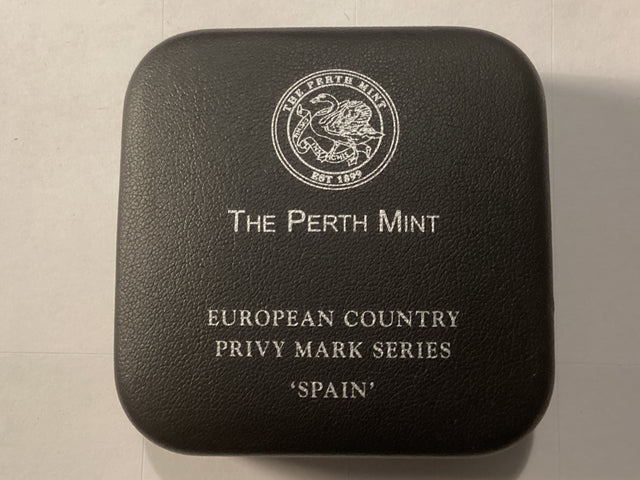 THE PERTH MINT
EST 1899
THE PERTH MINT
EUROPEAN COUNTRY
PRIVY MARK SERIES
‘SPAIN’